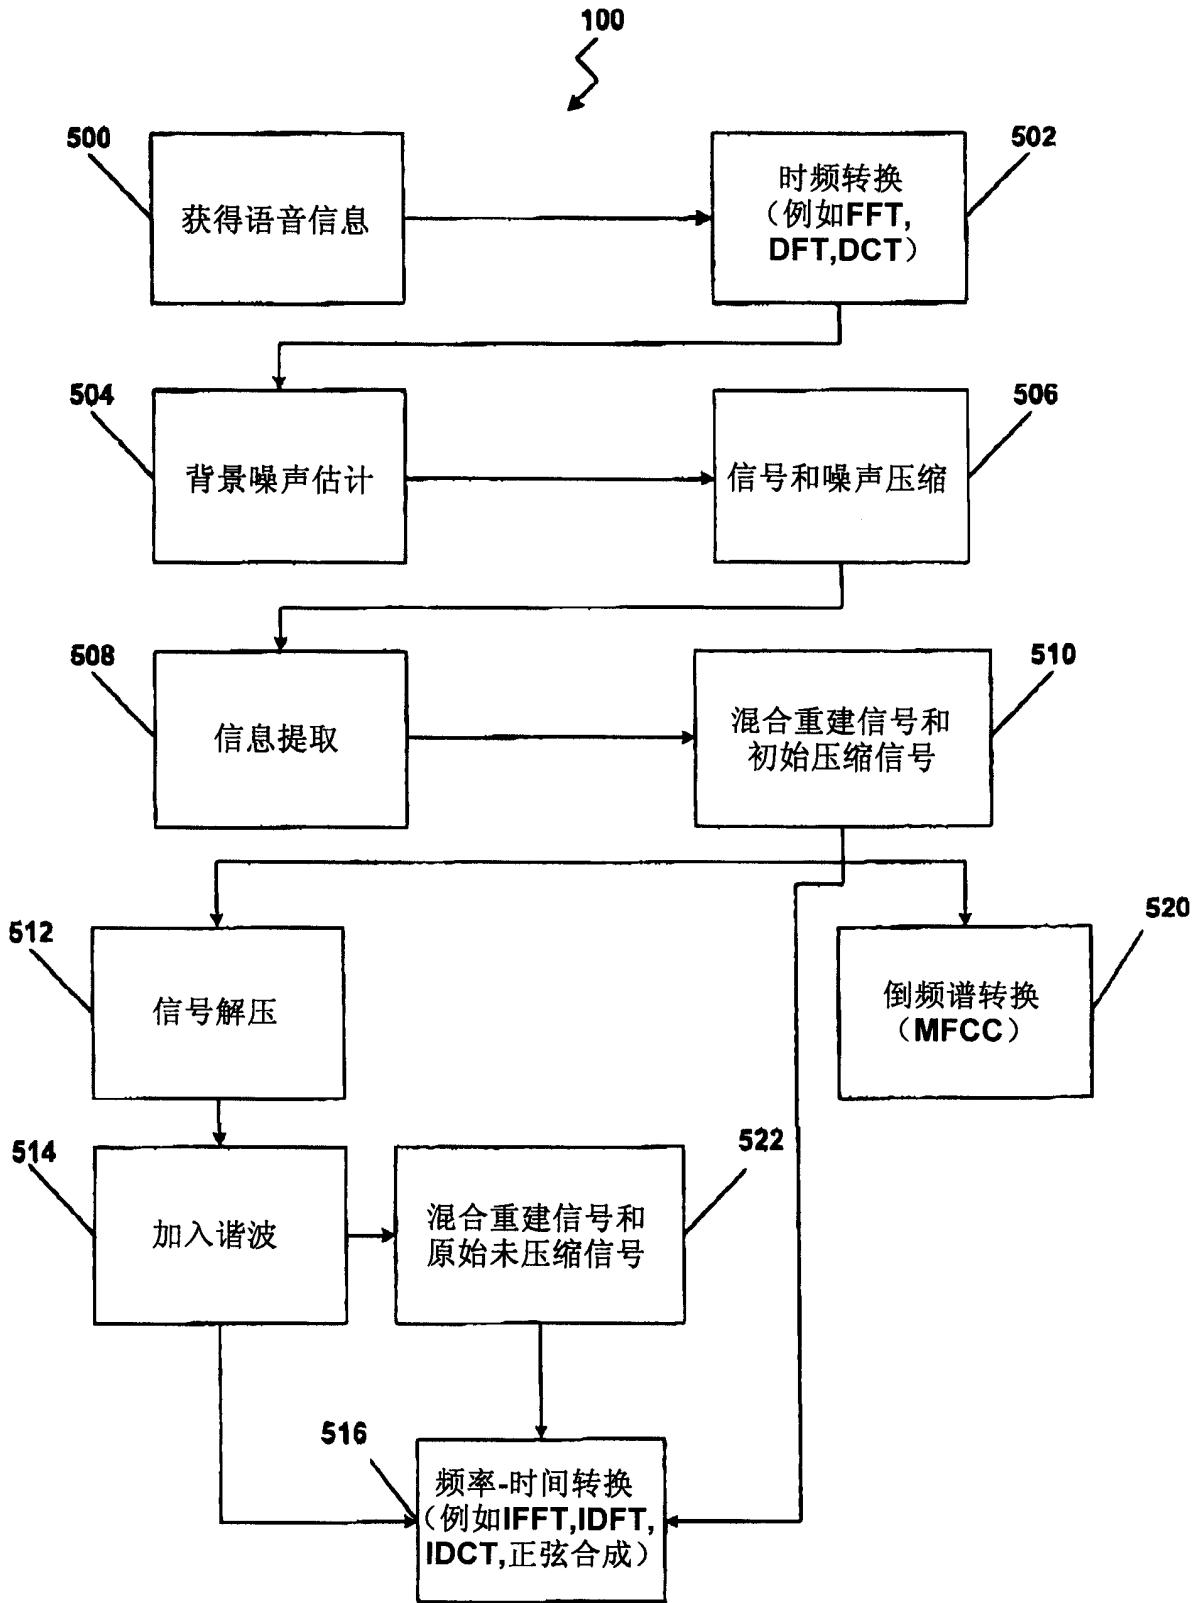 100
500
获得语音信息
502
时频转换
（例如FFT,
DFT,DCT）
504
背景噪声估计
506
信号和噪声压缩
508
信息提取
510
混合重建信号和
初始压缩信号
512
信号解压
520
倒频谱转换
（MFCC）
514
加入谐波
522
混合重建信号和
原始未压缩信号
516
频率-时间转换
（例如IFFT,IDFT,
IDCT,正弦合成）